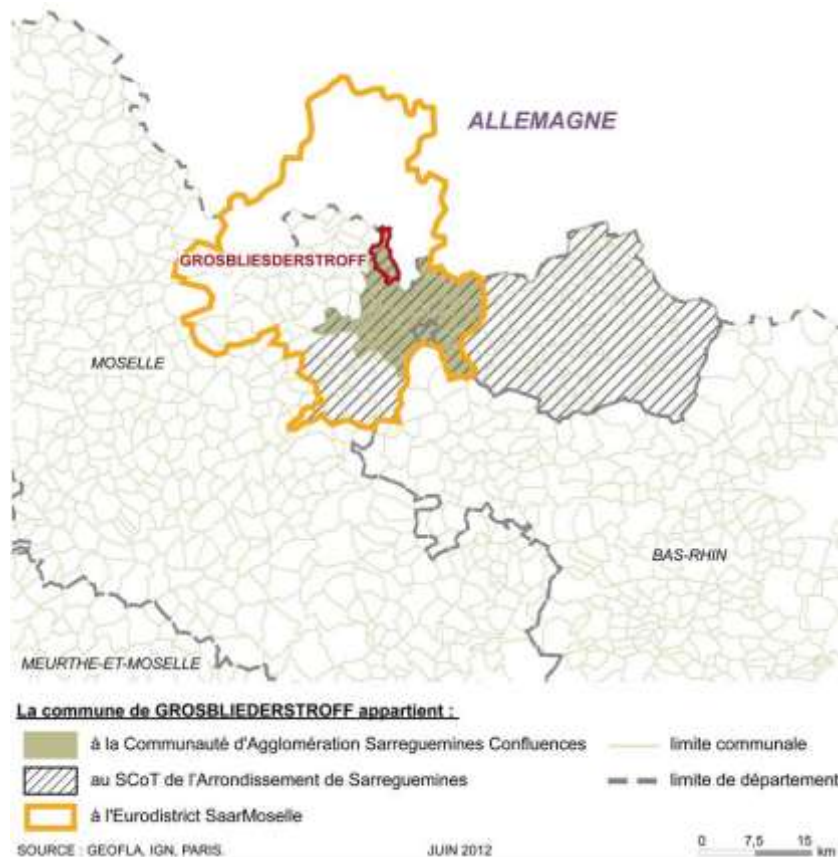 ALLEMAGNE
GROSBLIESDERSTROFF
MOSELLE
BAS-RHIN
MEURTHE-ET-MOSELLE
La commune de GROSBLIEDERSTROFF appartient :
à la Communauté d'Agglomération Sarreguemines Confluences
limite communale
au SCoT de l'Arrondissement de Sarreguemines
limite de département
à l'Eurodistrict SaarMoselle
SOURCE : GEOFLA, IGN, PARIS.
JUIN 2012
0 7,5 15
km